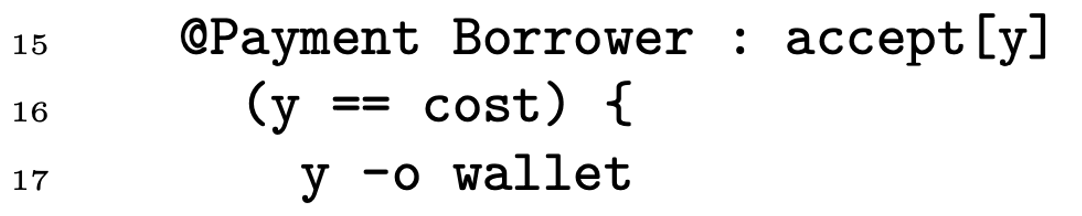 15 @Payment Borrower : accept[y]
16 (y == cost) {
17 y -o wallet